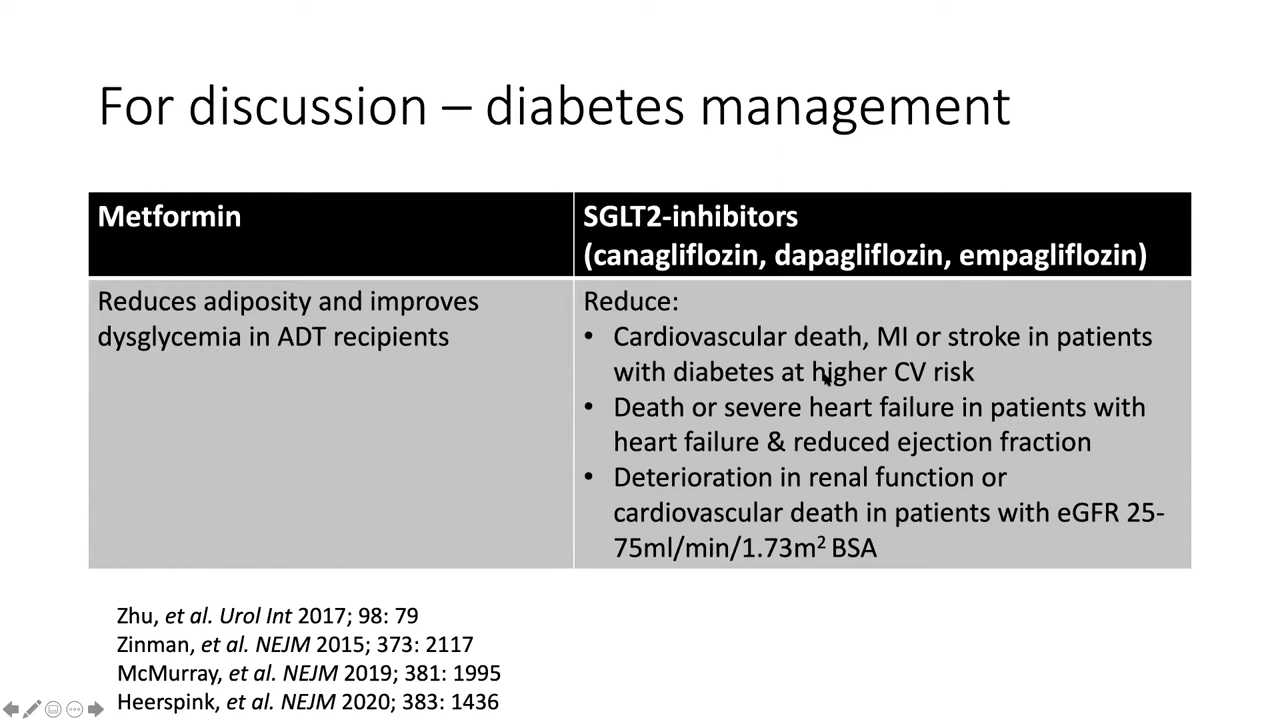 For discussion – diabetes management
Metformin
SGLT2-inhibitors
(canagliflozin, dapagliflozin, empagliflozin)
Reduces adiposity and improves
dysglycemia in ADT recipients
Reduce:
• Cardiovascular death, MI or stroke in patients
with diabetes at higher CV risk
• Death or severe heart failure in patients with
heart failure & reduced ejection fraction
• Deterioration in renal function or
cardiovascular death in patients with eGFR 25-
75ml/min/1.73m² BSA
Zhu, et al. Urol Int 2017; 98: 79
Zinman, et al. NEJM 2015; 373: 2117
McMurray, et al. NEJM 2019; 381: 1995
Heerspink, et al. NEJM 2020; 383: 1436